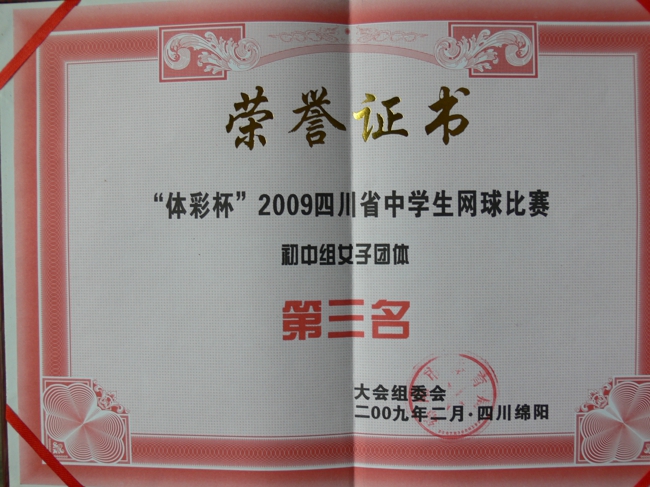 荣誉证书
“体彩杯”2009四川省中学生网球比赛
初中组女子团体
第三名
大会组委会
二00九年二月·四川绵阳